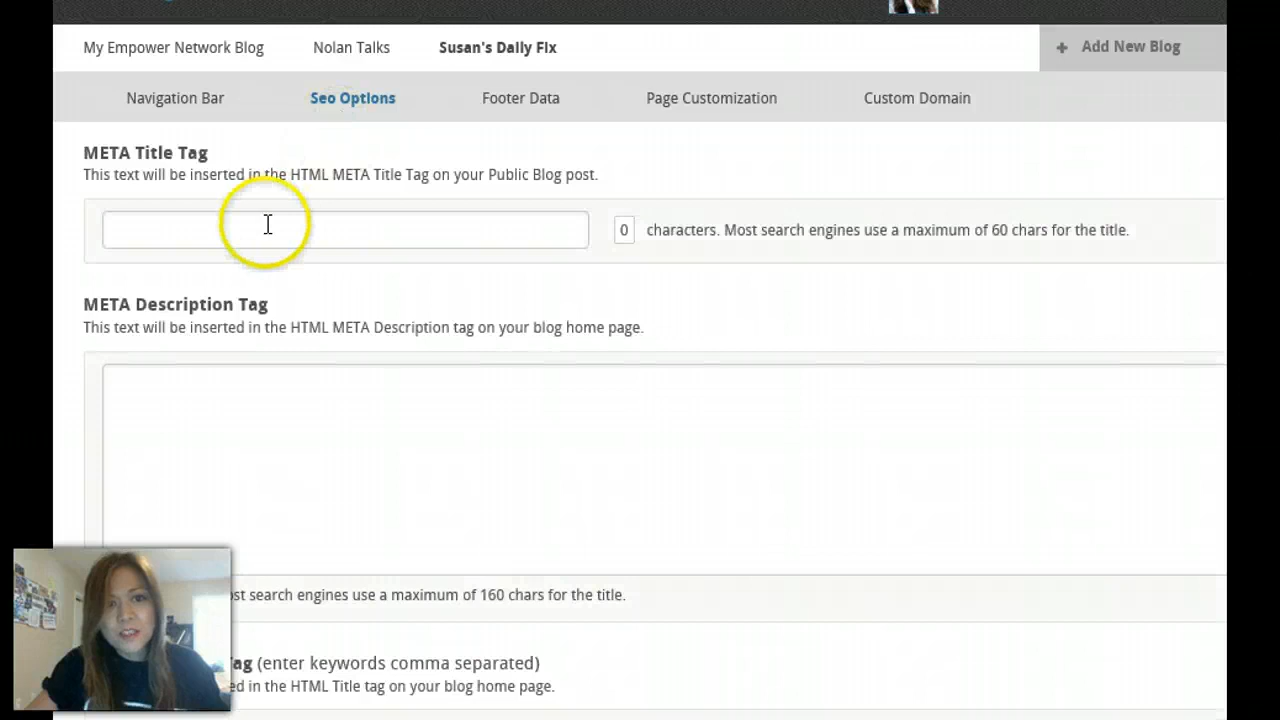 My Empower Network Blog Nolan Talks Susan's Daily Fix + Add New Blog
Navigation Bar Seo Options Footer Data Page Customization Custom Domain
META Title Tag
This text will be inserted in the HTML META Title Tag on your Public Blog post.
0 characters. Most search engines use a maximum of 60 chars for the title.
META Description Tag
This text will be inserted in the HTML META Description tag on your blog home page.
search engines use a maximum of 160 chars for the title.
(enter keywords comma separated)
in the HTML Title tag on your blog home page.